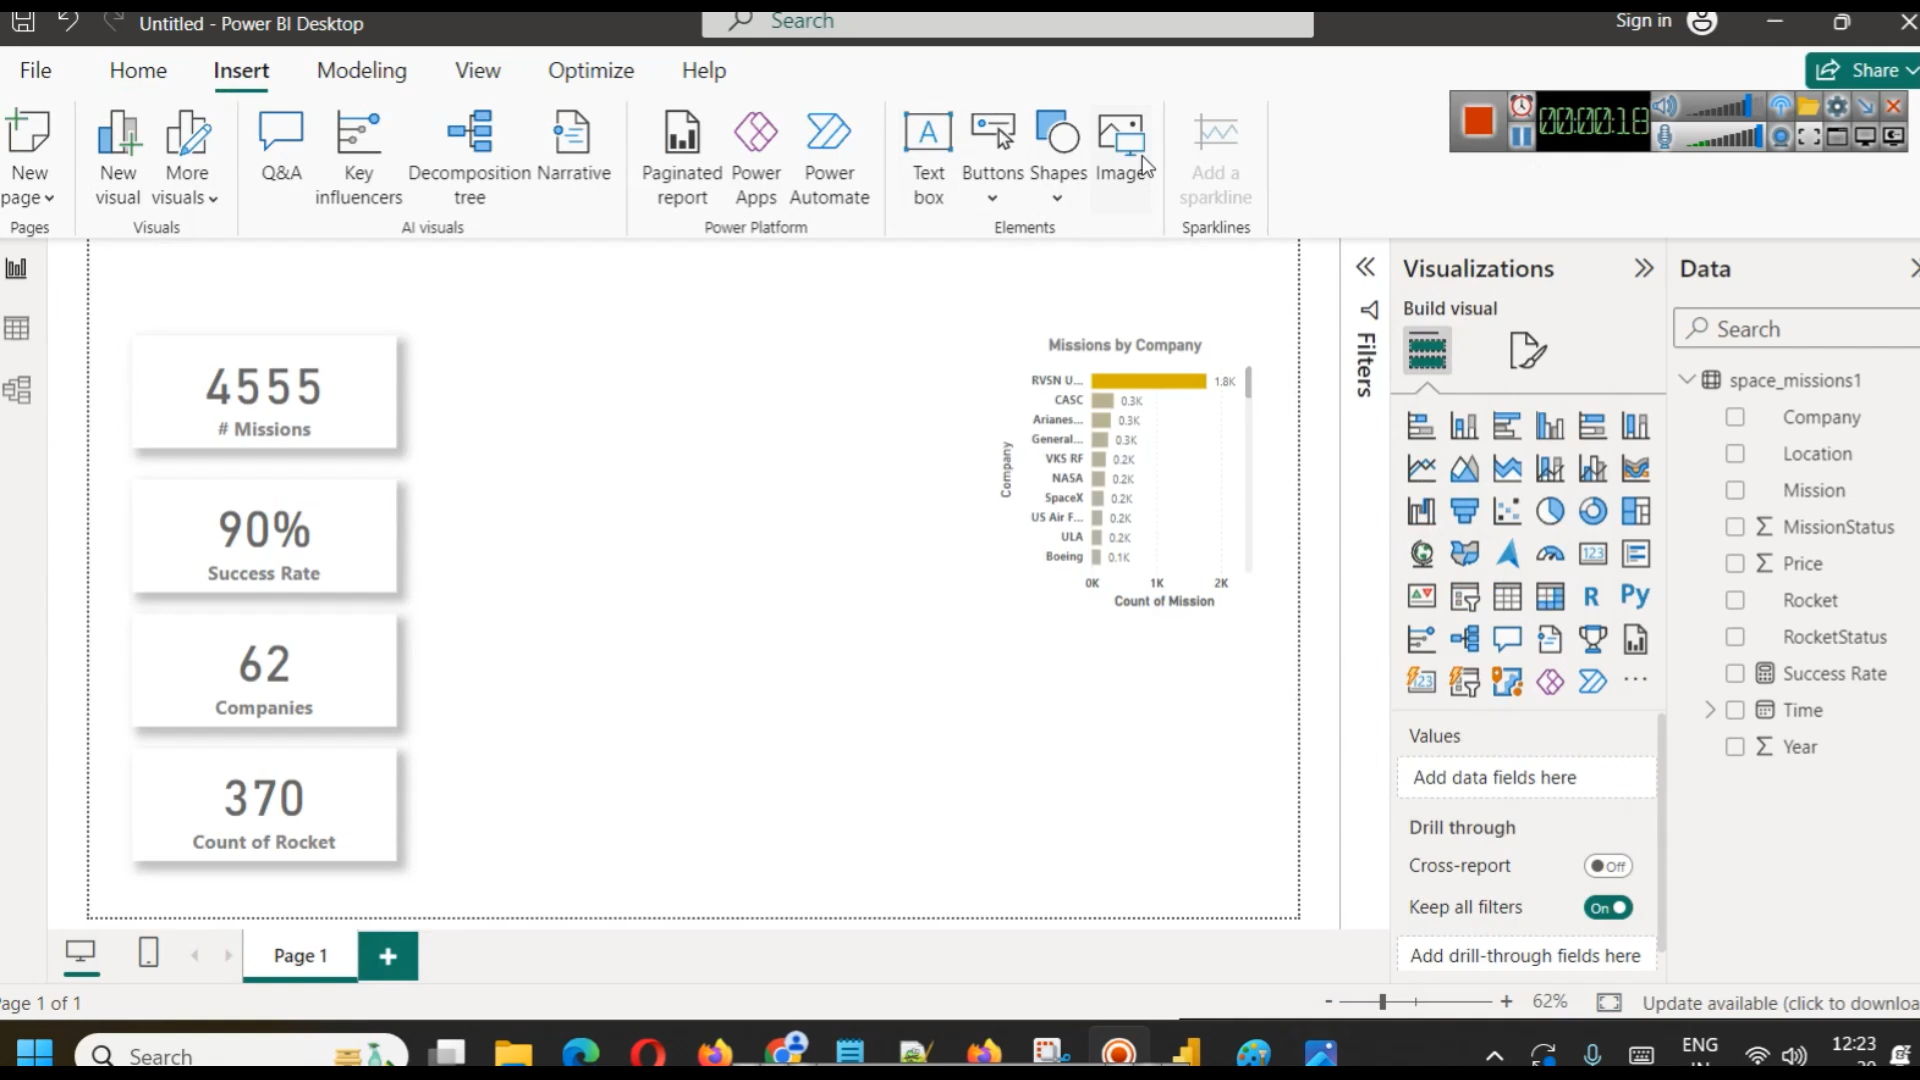 Untitled - Power BI Desktop
Search
Sign in
File
Home
Insert
Modeling
View
Optimize
Help
Share
00:00:18
New page
New visual
More visuals
Q&A
Key influencers
Decomposition tree
Narrative
Paginated report
Power Apps
Power Automate
Text box
Buttons
Shapes
Image
Add a sparkline
Pages
Visuals
AI visuals
Power Platform
Elements
Sparklines
4555
# Missions
90%
Success Rate
62
Companies
370
Count of Rocket
Missions by Company
Company
RVSN U... 1.8K
CASC 0.3K
Arianes... 0.3K
General... 0.3K
VKS RF 0.2K
NASA 0.2K
SpaceX 0.2K
US Air F... 0.2K
ULA 0.2K
Boeing 0.1K
0K 1K 2K
Count of Mission
Filters
Visualizations
Build visual
123
R
Py
123
Values
Add data fields here
Drill through
Cross-report
Off
Keep all filters
On
Add drill-through fields here
Data
Search
space_missions1
Company
Location
Mission
MissionStatus
Price
Rocket
RocketStatus
Success Rate
Time
Year
Page 1
age 1 of 1
- + 62%
Update available (click to downloa
Search
ENG
12:23